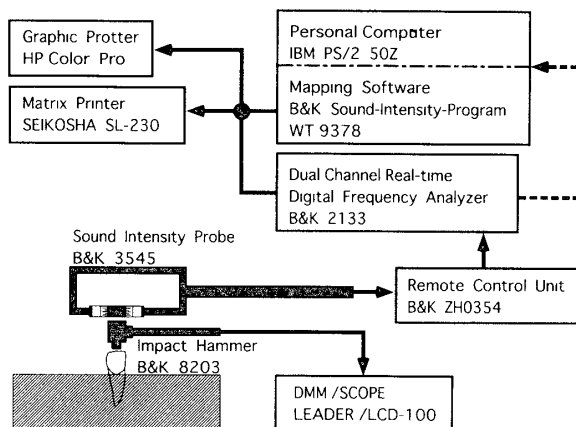 Graphic Protter
HP Color Pro
Matrix Printer
SEIKOSHA SL-230
Personal Computer
IBM PS/2 50Z
Mapping Software
B&K Sound-Intensity-Program
WT 9378
Dual Channel Real-time
Digital Frequency Analyzer
B&K 2133
Sound Intensity Probe
B&K 3545
Remote Control Unit
B&K ZH0354
Impact Hammer
B&K 8203
DMM /SCOPE
LEADER /LCD-100